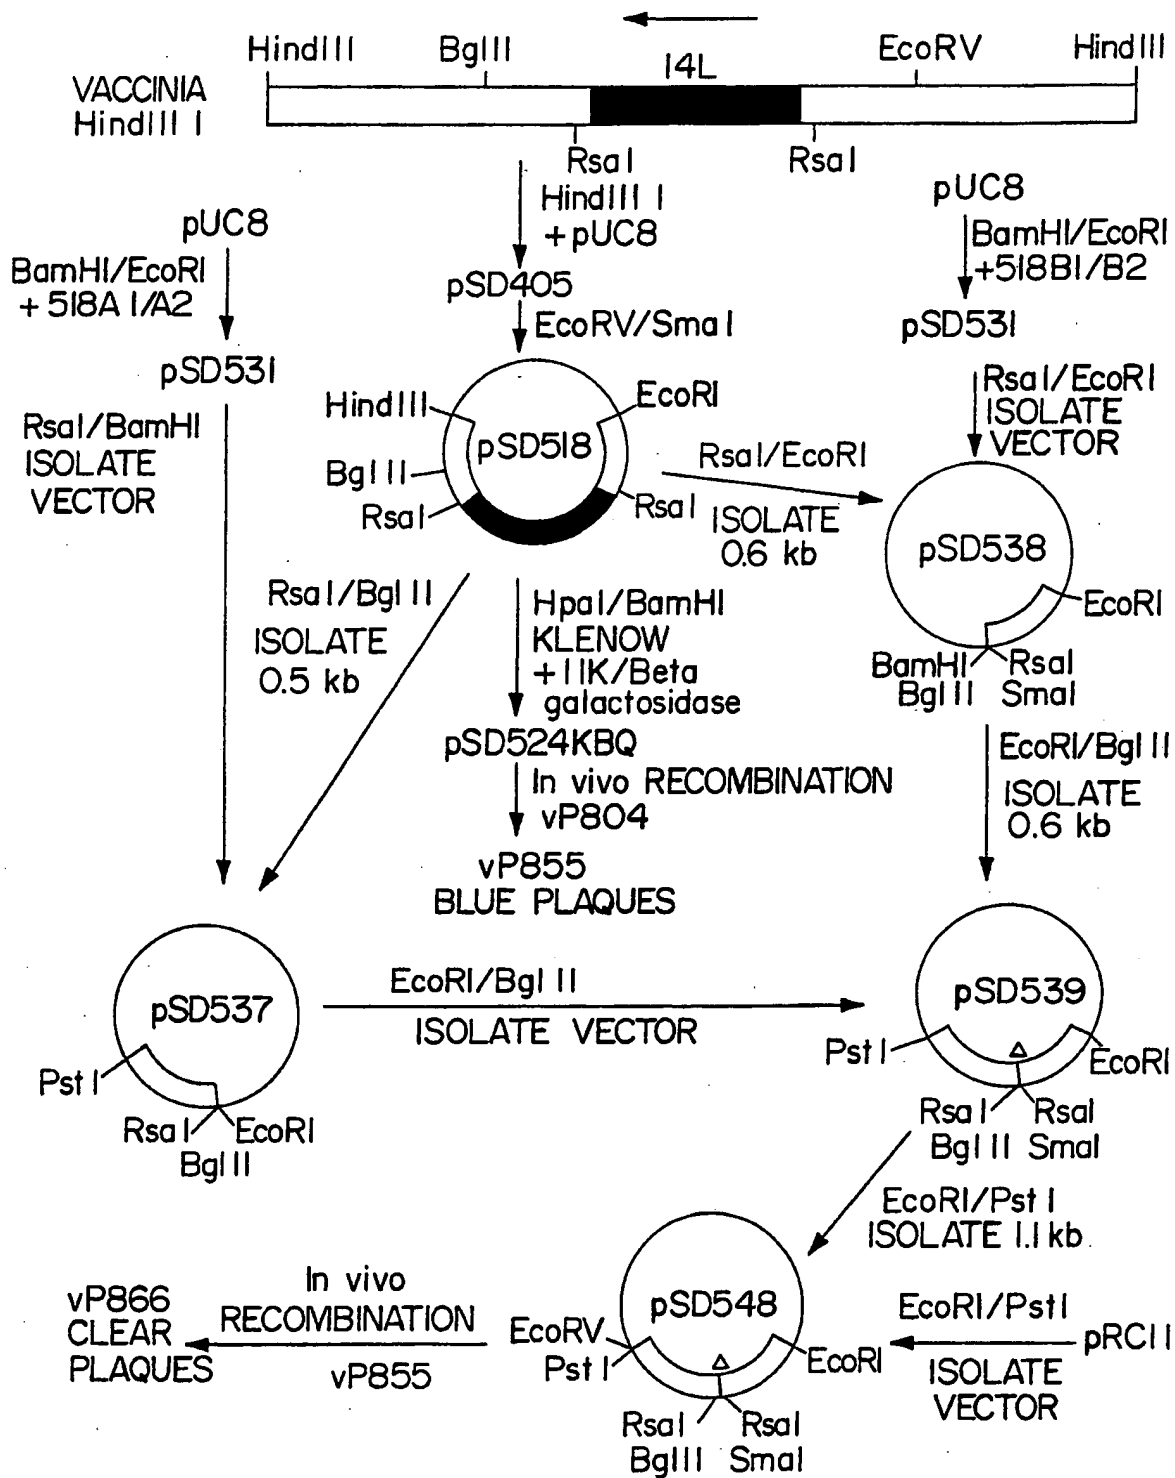 HindIII
BglII
I4L
EcoRV
HindIII
VACCINIA
HindIII I
RsaI
RsaI
pUC8
BamHI/EcoRI
+ 518A1/A2
pSD531
RsaI/BamHI
ISOLATE
VECTOR
HindIII I
+pUC8
pSD405
EcoRV/SmaI
pUC8
BamHI/EcoRI
+518B1/B2
pSD531
RsaI/EcoRI
ISOLATE
VECTOR
HindIII
EcoRI
pSD518
BglII
RsaI
RsaI
RsaI/EcoRI
ISOLATE
0.6 kb
pSD538
EcoRI
BamHI
RsaI
BglII
SmaI
RsaI/BglII
ISOLATE
0.5 kb
HpaI/BamHI
KLENOW
+11K/Beta
galactosidase
pSD524KBQ
In vivo RECOMBINATION
vP804
vP855
BLUE PLAQUES
EcoRI/BglII
ISOLATE
0.6 kb
pSD537
PstI
RsaI
EcoRI
BglII
EcoRI/BglII
ISOLATE VECTOR
pSD539
PstI
Δ
EcoRI
RsaI
RsaI
BglII
SmaI
EcoRI/PstI
ISOLATE 1.1 kb
pSD548
EcoRV
PstI
Δ
EcoRI
RsaI
RsaI
BglII
SmaI
EcoRI/PstI
pRC11
ISOLATE
VECTOR
In vivo
RECOMBINATION
vP855
vP866
CLEAR
PLAQUES